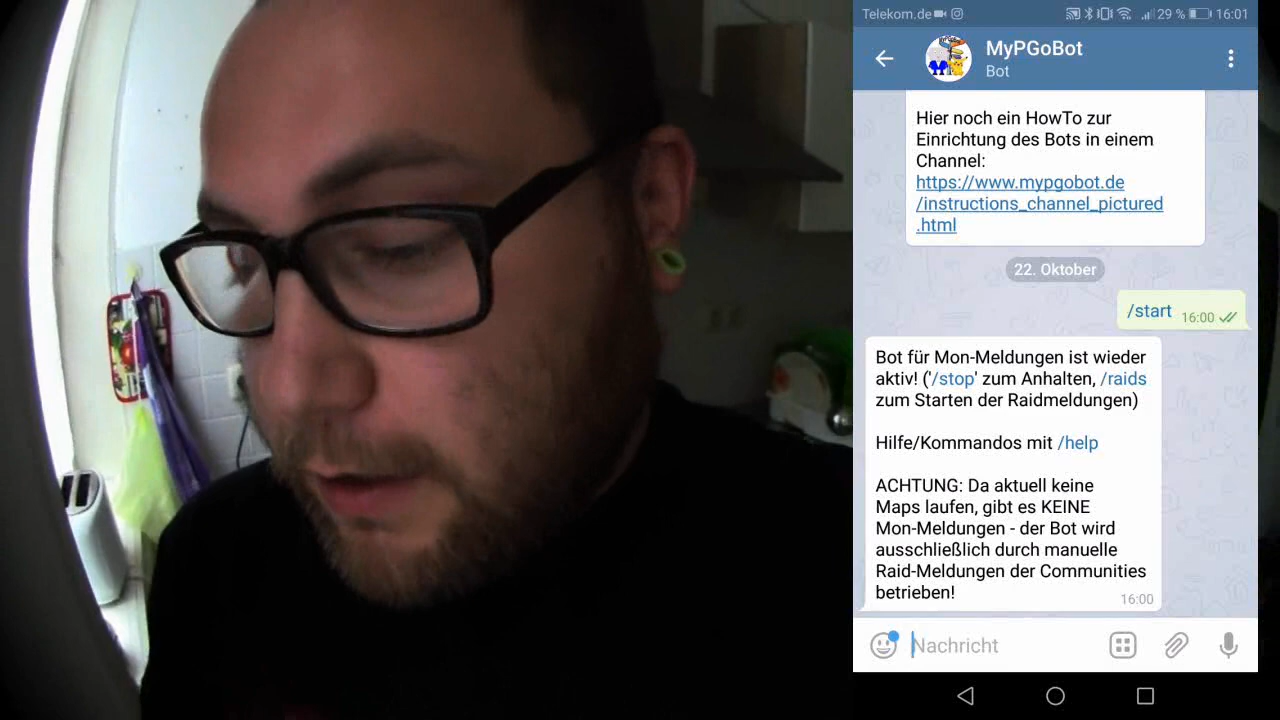 Telekom.de 29 % 16:01
MyPGoBot
Bot
Hier noch ein HowTo zur
Einrichtung des Bots in einem
Channel:
https://www.mypgobot.de
/instructions_channel_pictured
.html
22. Oktober
/start 16:00
Bot für Mon-Meldungen ist wieder
aktiv! ('/stop' zum Anhalten, /raids
zum Starten der Raidmeldungen)
Hilfe/Kommandos mit /help
ACHTUNG: Da aktuell keine
Maps laufen, gibt es KEINE
Mon-Meldungen - der Bot wird
ausschließlich durch manuelle
Raid-Meldungen der Communities
betrieben!
16:00
Nachricht